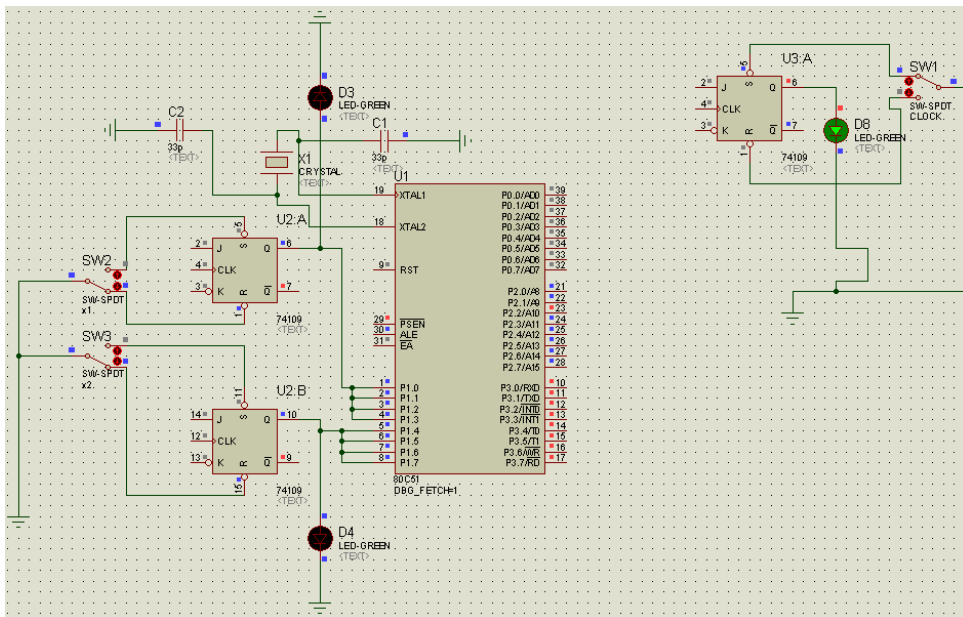 D3
LED-GREEN
<TEXT>
C2
33p
<TEXT>
C1
33p
<TEXT>
X1
CRYSTAL
<TEXT>
U1
19 XTAL1
18 XTAL2
9 RST
29 PSEN
30 ALE
31 EA
1 P1.0
2 P1.1
3 P1.2
4 P1.3
5 P1.4
6 P1.5
7 P1.6
8 P1.7
P0.0/AD0 39
P0.1/AD1 38
P0.2/AD2 37
P0.3/AD3 36
P0.4/AD4 35
P0.5/AD5 34
P0.6/AD6 33
P0.7/AD7 32
P2.0/A8 21
P2.1/A9 22
P2.2/A10 23
P2.3/A11 24
P2.4/A12 25
P2.5/A13 26
P2.6/A14 27
P2.7/A15 28
P3.0/RXD 10
P3.1/TXD 11
P3.2/INT0 12
P3.3/INT1 13
P3.4/T0 14
P3.5/T1 15
P3.6/WR 16
P3.7/RD 17
80C51
DBG_FETCH=1
U2:A
5
2 J S Q 6
4 CLK
3 K R Q 7
1
74109
<TEXT>
SW2
SW-SPDT
x1.
SW3
SW-SPDT
x2.
U2:B
11
14 J S Q 10
12 CLK
13 K R Q 9
15
74109
<TEXT>
D4
LED-GREEN
<TEXT>
U3:A
5
2 J S Q 6
4 CLK
3 K R Q 7
1
74109
<TEXT>
SW1
SW-SPDT
CLOCK.
D8
LED-GREEN
<TEXT>